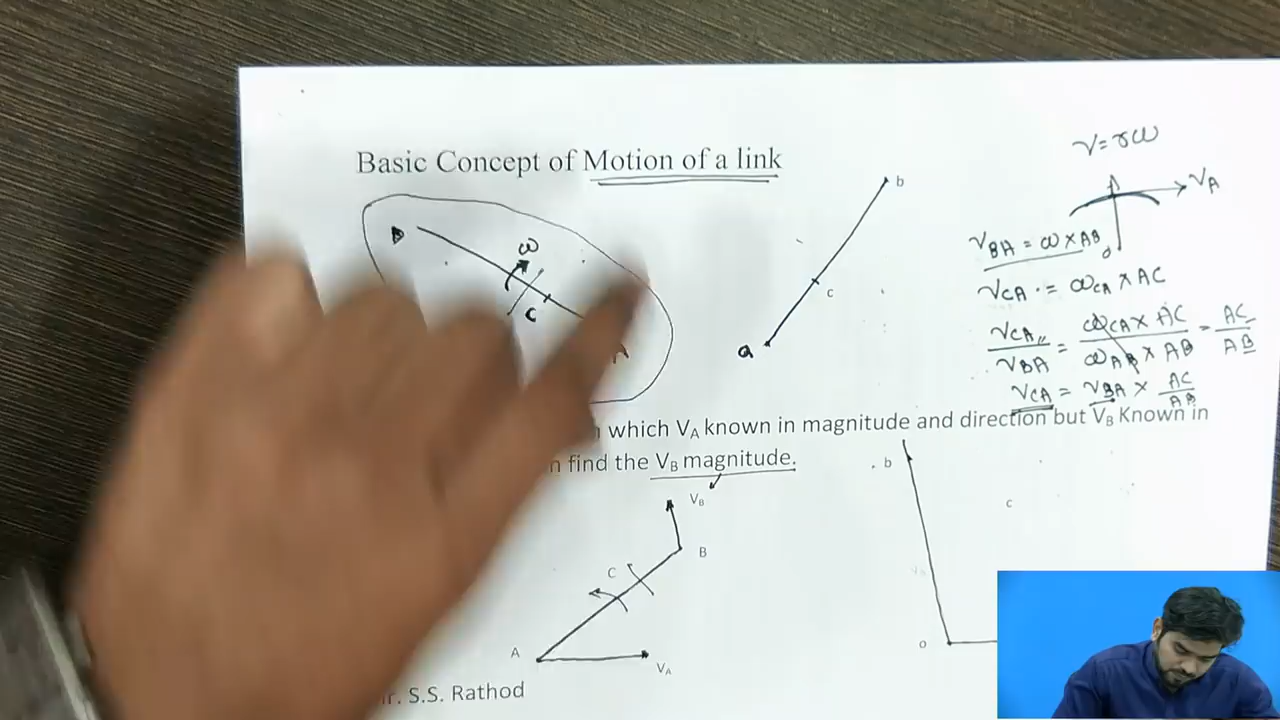 Basic Concept of Motion of a link
ω
C
b
c
a
V=rω
VA
o
VBA = ω×AB
VCA = ωCA × AC
VCA/VBA = ωCA × AC/ωAB × AB = AC/AB
VCA = VBA × AC/AB
which VA known in magnitude and direction but VB Known in
find the VB magnitude.
VB
B
C
A
VA
b
c
o
S.S. Rathod